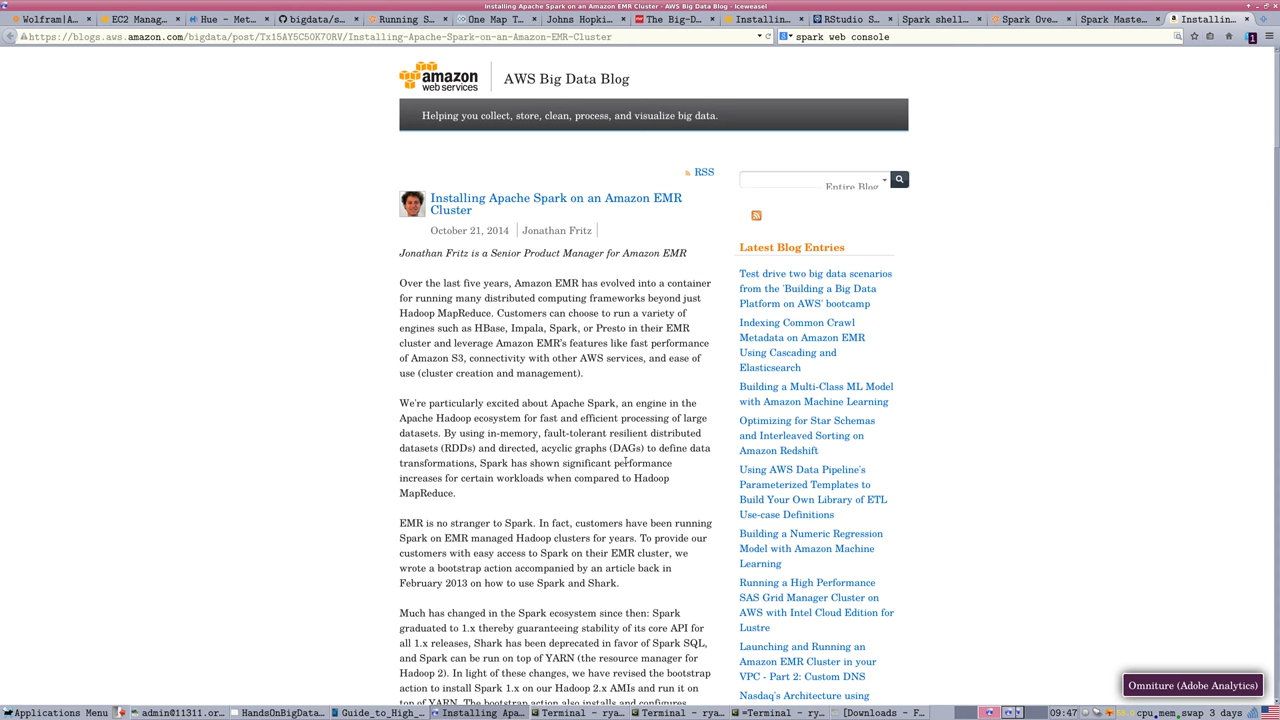 Installing Apache Spark on an Amazon EMR Cluster - AWS Big Data Blog - Iceweasel
Wolfram|A...
EC2 Manag...
Hue - Met...
bigdata/s...
Running S...
One Map T...
Johns Hopki...
The Big-D...
Installin...
RStudio S...
Spark shell...
Spark Ove...
Spark Maste...
Installin...
https://blogs.aws.amazon.com/bigdata/post/Tx15AY5C50K70RV/Installing-Apache-Spark-on-an-Amazon-EMR-Cluster
spark web console
1
amazon
web services
AWS Big Data Blog
Helping you collect, store, clean, process, and visualize big data.
RSS
Installing Apache Spark on an Amazon EMR
Cluster
October 21, 2014
Jonathan Fritz
Jonathan Fritz is a Senior Product Manager for Amazon EMR
Over the last five years, Amazon EMR has evolved into a container
for running many distributed computing frameworks beyond just
Hadoop MapReduce. Customers can choose to run a variety of
engines such as HBase, Impala, Spark, or Presto in their EMR
cluster and leverage Amazon EMR's features like fast performance
of Amazon S3, connectivity with other AWS services, and ease of
use (cluster creation and management).
We're particularly excited about Apache Spark, an engine in the
Apache Hadoop ecosystem for fast and efficient processing of large
datasets. By using in-memory, fault-tolerant resilient distributed
datasets (RDDs) and directed, acyclic graphs (DAGs) to define data
transformations, Spark has shown significant performance
increases for certain workloads when compared to Hadoop
MapReduce.
EMR is no stranger to Spark. In fact, customers have been running
Spark on EMR managed Hadoop clusters for years. To provide our
customers with easy access to Spark on their EMR cluster, we
wrote a bootstrap action accompanied by an article back in
February 2013 on how to use Spark and Shark.
Much has changed in the Spark ecosystem since then: Spark
graduated to 1.x thereby guaranteeing stability of its core API for
all 1.x releases, Shark has been deprecated in favor of Spark SQL,
and Spark can be run on top of YARN (the resource manager for
Hadoop 2). In light of these changes, we have revised the bootstrap
action to install Spark 1.x on our Hadoop 2.x AMIs and run it on
top of YARN. The bootstrap action also installs and configures
Entire Blog
Latest Blog Entries
Test drive two big data scenarios
from the 'Building a Big Data
Platform on AWS' bootcamp
Indexing Common Crawl
Metadata on Amazon EMR
Using Cascading and
Elasticsearch
Building a Multi-Class ML Model
with Amazon Machine Learning
Optimizing for Star Schemas
and Interleaved Sorting on
Amazon Redshift
Using AWS Data Pipeline's
Parameterized Templates to
Build Your Own Library of ETL
Use-case Definitions
Building a Numeric Regression
Model with Amazon Machine
Learning
Running a High Performance
SAS Grid Manager Cluster on
AWS with Intel Cloud Edition for
Lustre
Launching and Running an
Amazon EMR Cluster in your
VPC - Part 2: Custom DNS
Nasdaq's Architecture using
Omniture (Adobe Analytics)
Applications Menu
admin@11311.or...
HandsOnBigData...
Guide_to_High_...
Installing Apa...
Terminal - rya...
Terminal - rya...
=Terminal - ry...
[Downloads - F...
09:47
cpu mem swap 3 days